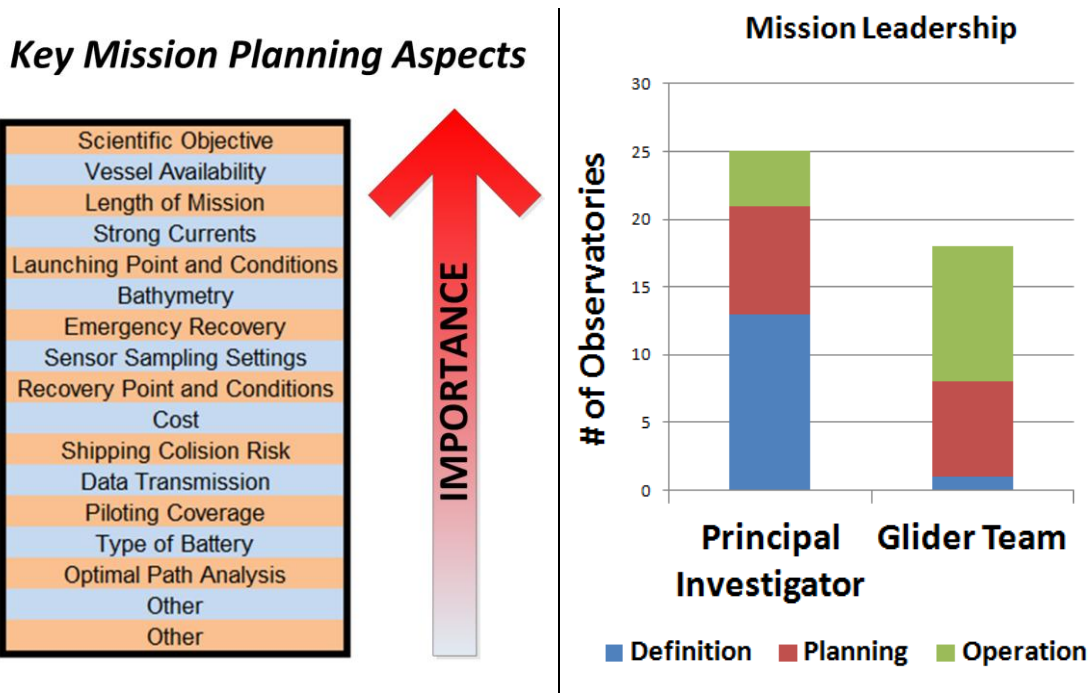 Key Mission Planning Aspects
Scientific Objective
Vessel Availability
Length of Mission
Strong Currents
Launching Point and Conditions
Bathymetry
Emergency Recovery
Sensor Sampling Settings
Recovery Point and Conditions
Cost
Shipping Colision Risk
Data Transmission
Piloting Coverage
Type of Battery
Optimal Path Analysis
Other
Other
IMPORTANCE
Mission Leadership
# of Observatories
30
25
20
15
10
5
0
Principal
Investigator
Glider Team
Definition
Planning
Operation